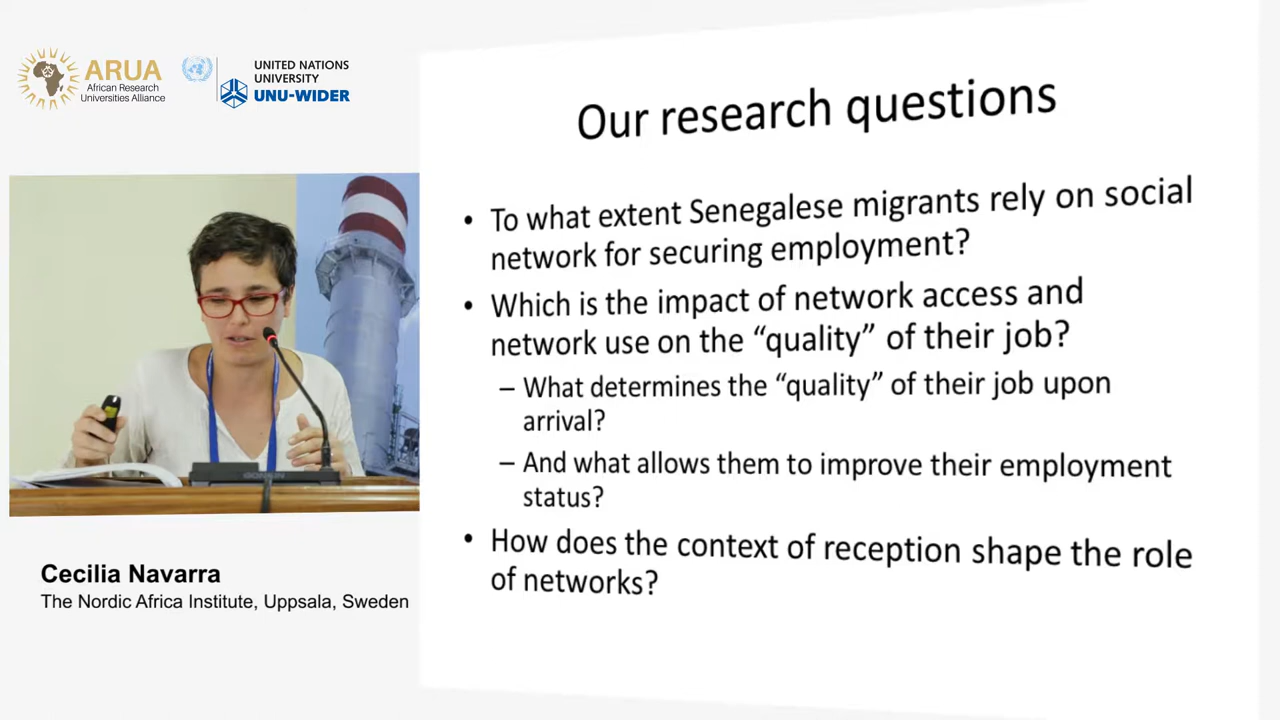 ARUA
African Research
Universities Alliance
UNITED NATIONS
UNIVERSITY
UNU-WIDER
Our research questions
• To what extent Senegalese migrants rely on social
network for securing employment?
• Which is the impact of network access and
network use on the “quality” of their job?
– What determines the “quality” of their job upon
arrival?
– And what allows them to improve their employment
status?
• How does the context of reception shape the role
of networks?
Cecilia Navarra
The Nordic Africa Institute, Uppsala, Sweden